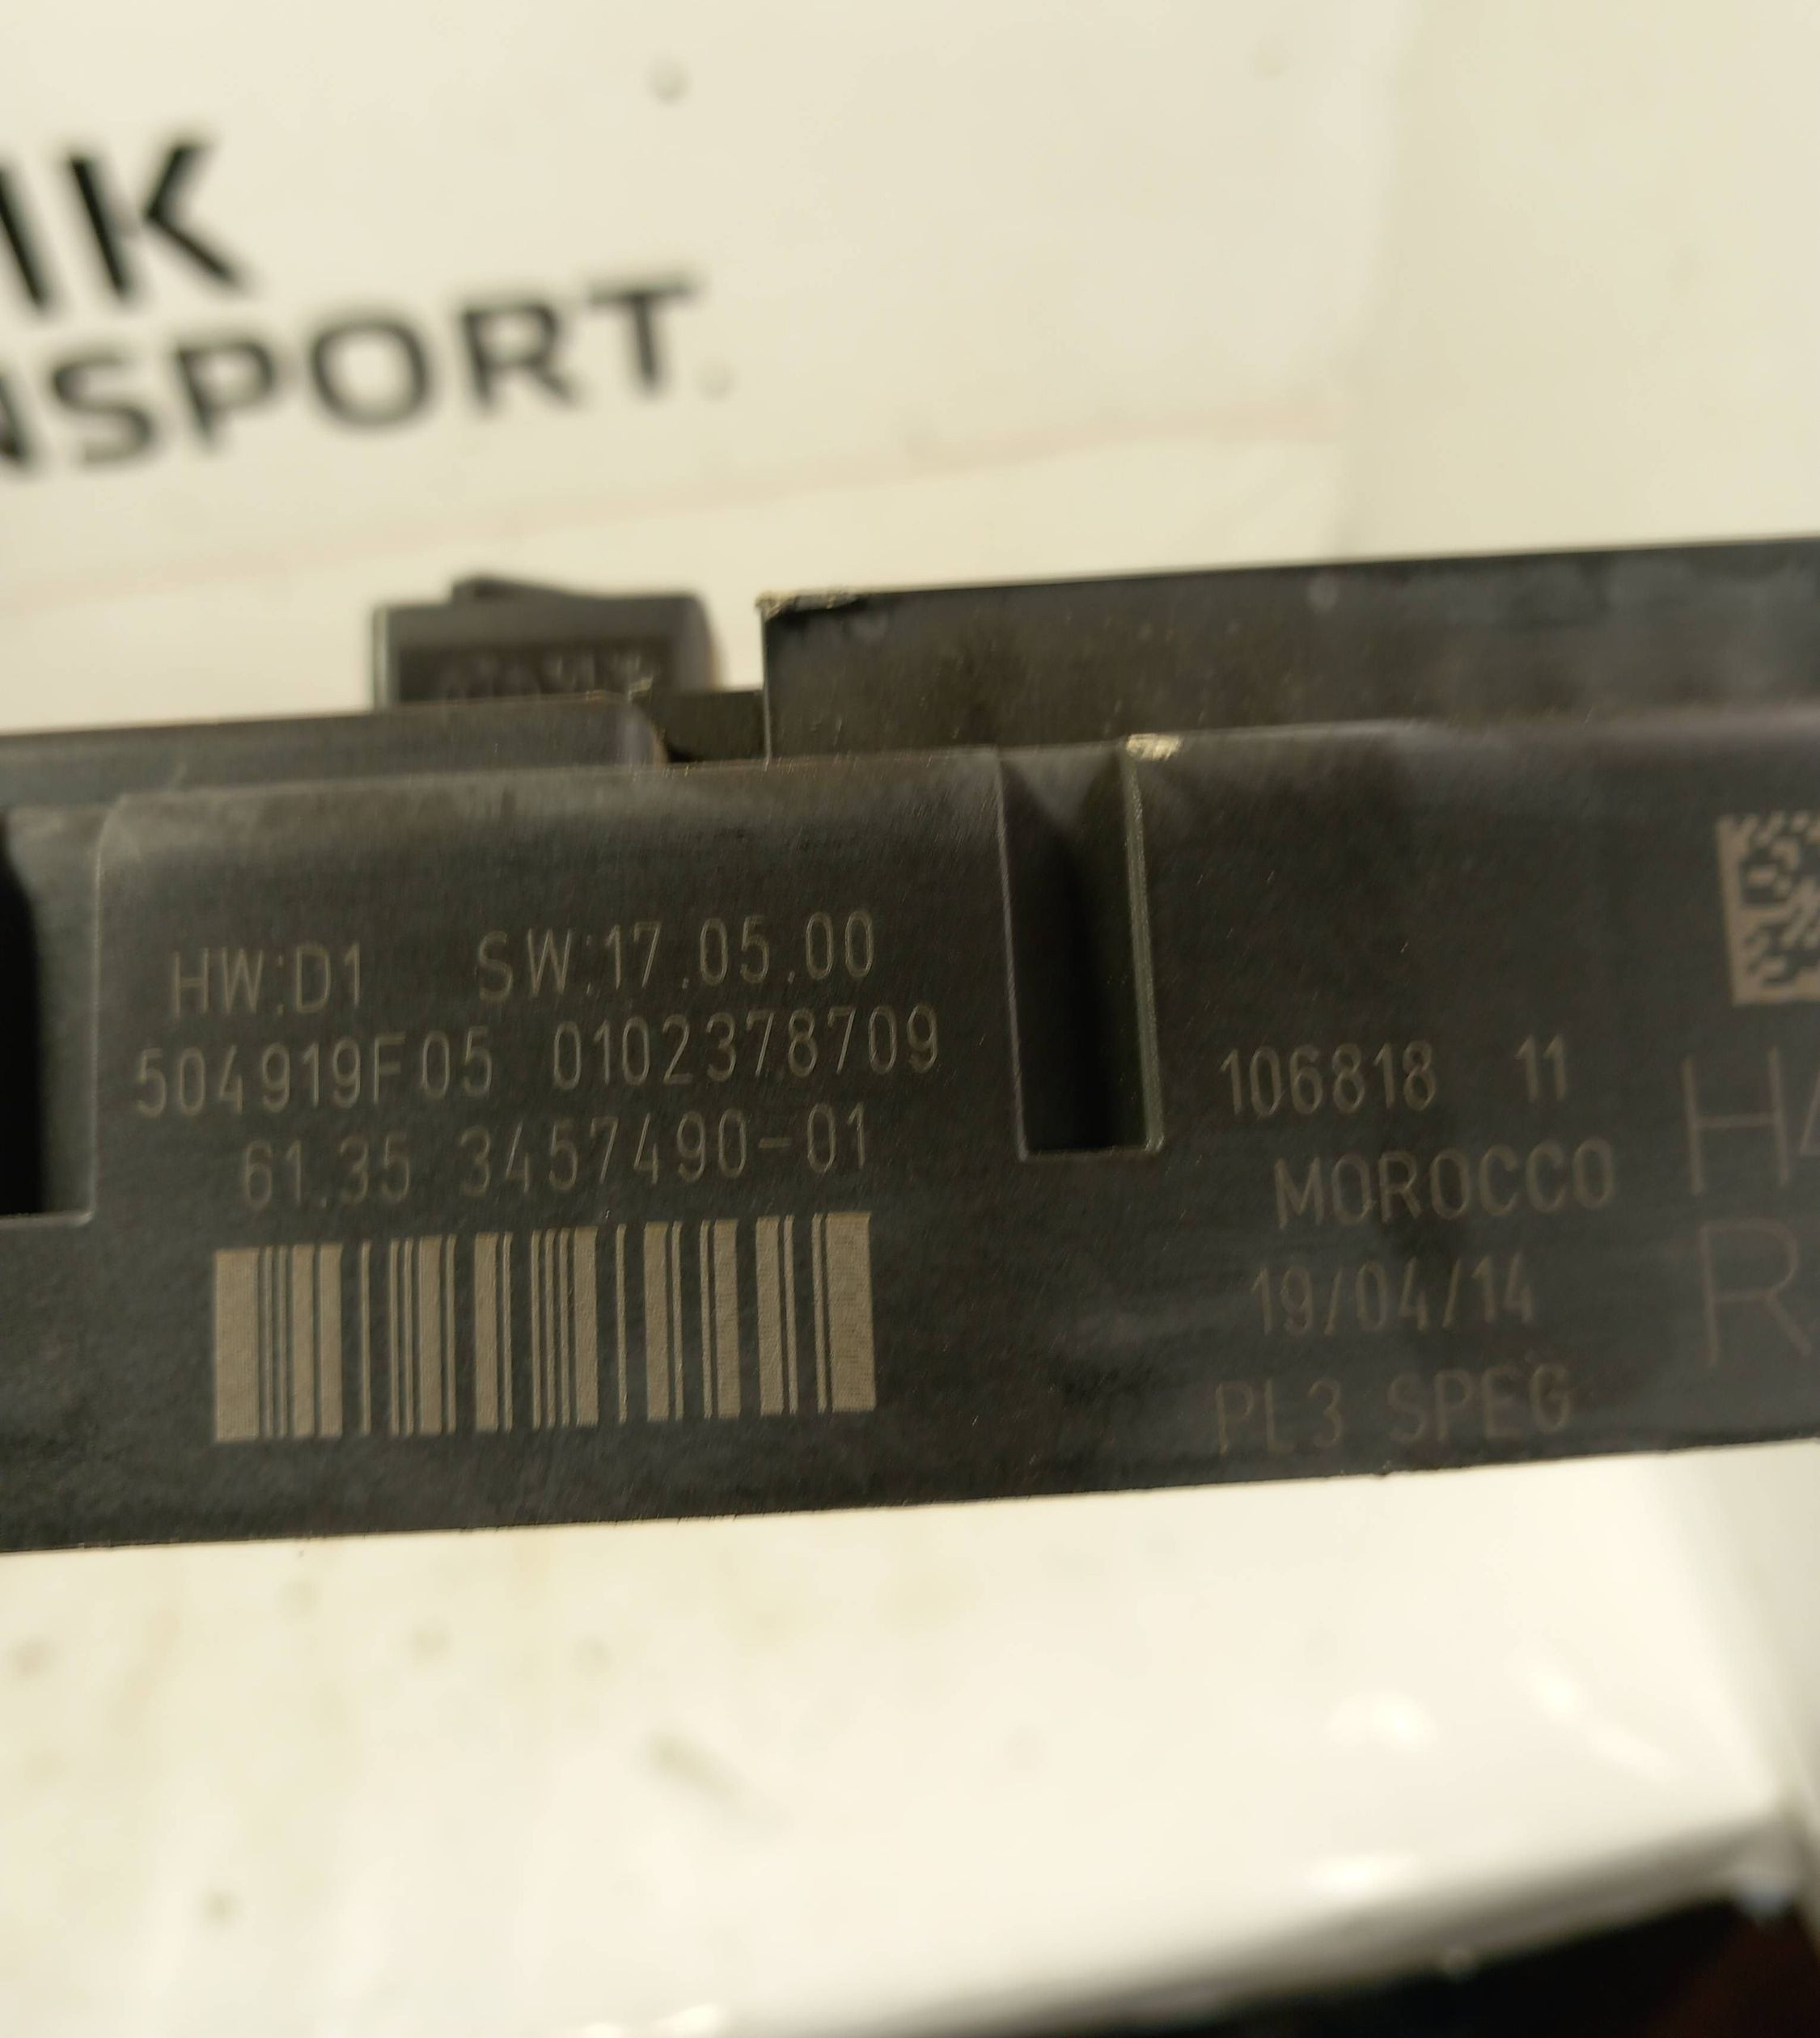 IK
NSPORT
HW:D1 SW:17.05.00
504919F05 0102378709
61.35 3457490-01
106818 11
MOROCCO
19/04/14
PL3 SPEG